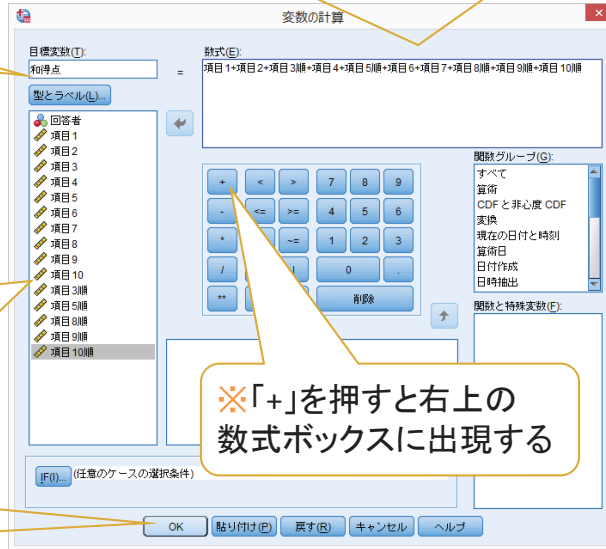 変数の計算
目標変数(T):
和得点
=
数式(E):
項目1+項目2+項目3順+項目4+項目5順+項目6+項目7+項目8順+項目9順+項目10順
型とラベル(L)...
回答者
項目1
項目2
項目3
項目4
項目5
項目6
項目7
項目8
項目9
項目10
項目3順
項目5順
項目8順
項目9順
項目10順
+ < > 7 8 9
- <= >= 4 5 6
* ~= 1 2 3
/ 0 .
** 削除
関数グループ(G):
すべて
算術
CDF と非心度 CDF
変換
現在の日付と時刻
算術日
日付作成
日時抽出
関数と特殊変数(F):
※「+」を押すと右上の
数式ボックスに出現する
IF(I)... (任意のケースの選択条件)
OK 貼り付け(P) 戻す(R) キャンセル ヘルプ